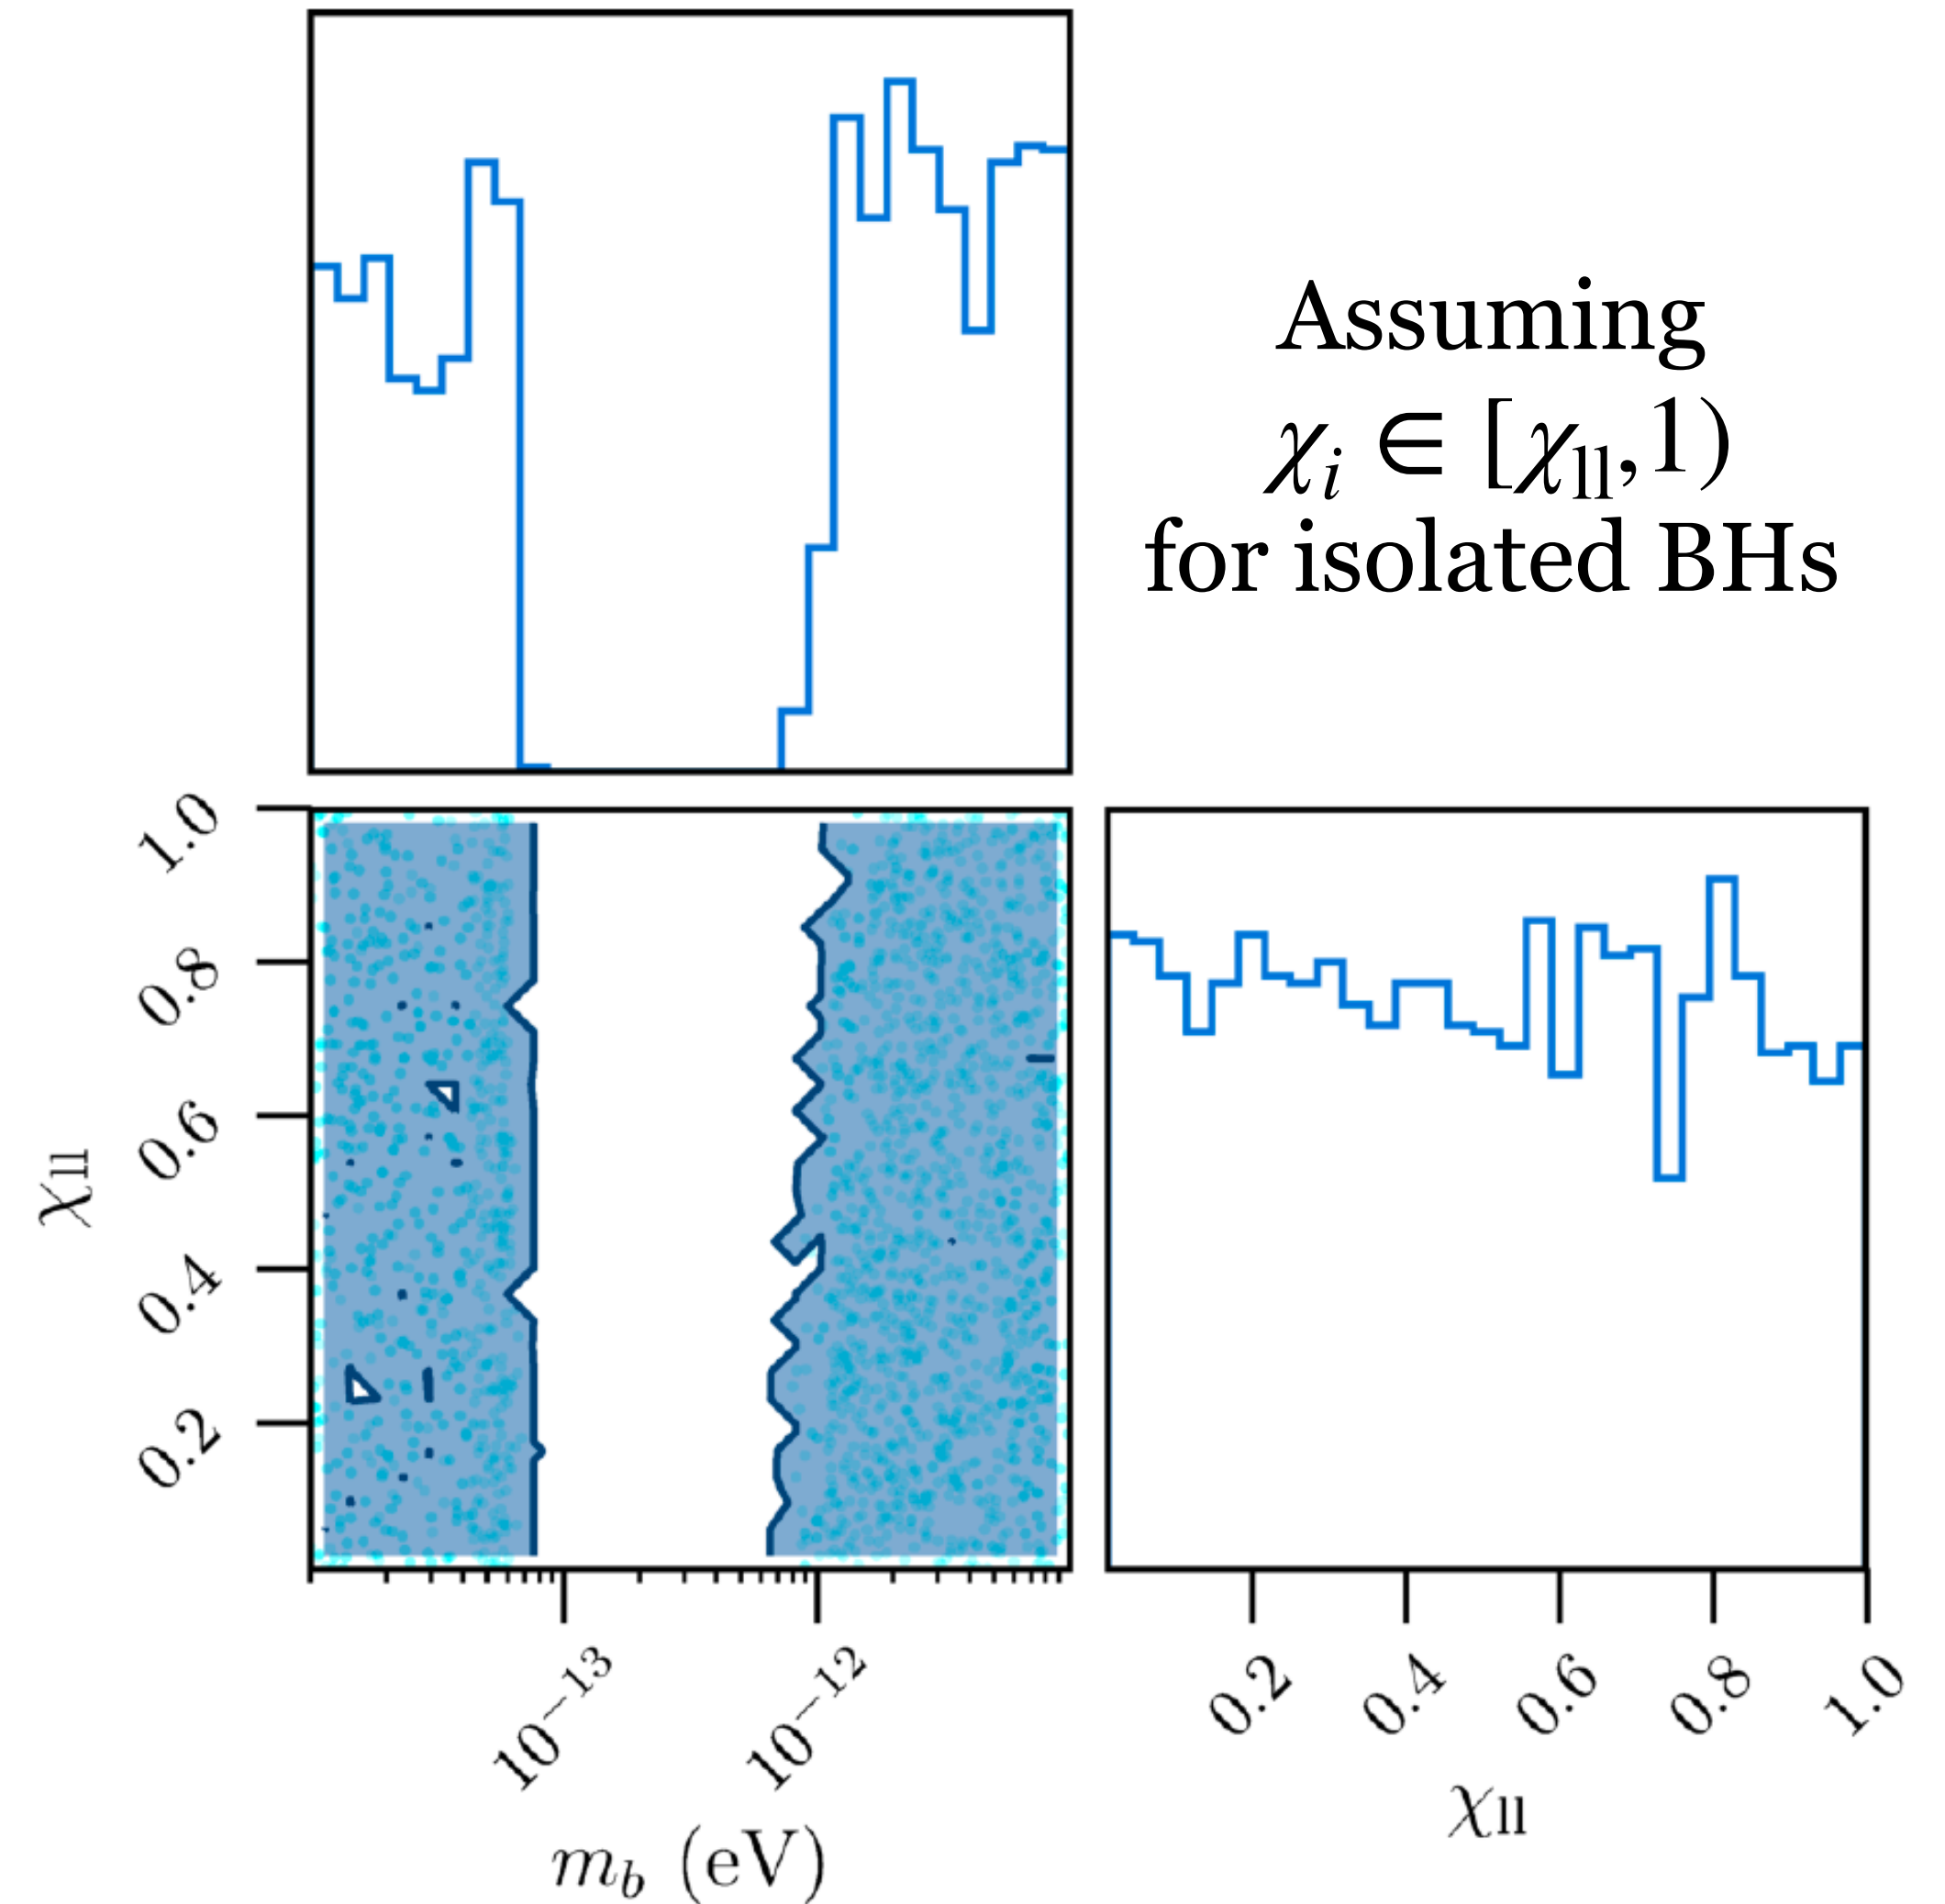 Assuming
χᵢ ∈ [χ_ll, 1)
for isolated BHs
1.0
0.8
0.6
0.4
0.2
χ_ll
10⁻¹³ 10⁻¹²
m_b (eV)
0.2 0.4 0.6 0.8 1.0
χ_ll